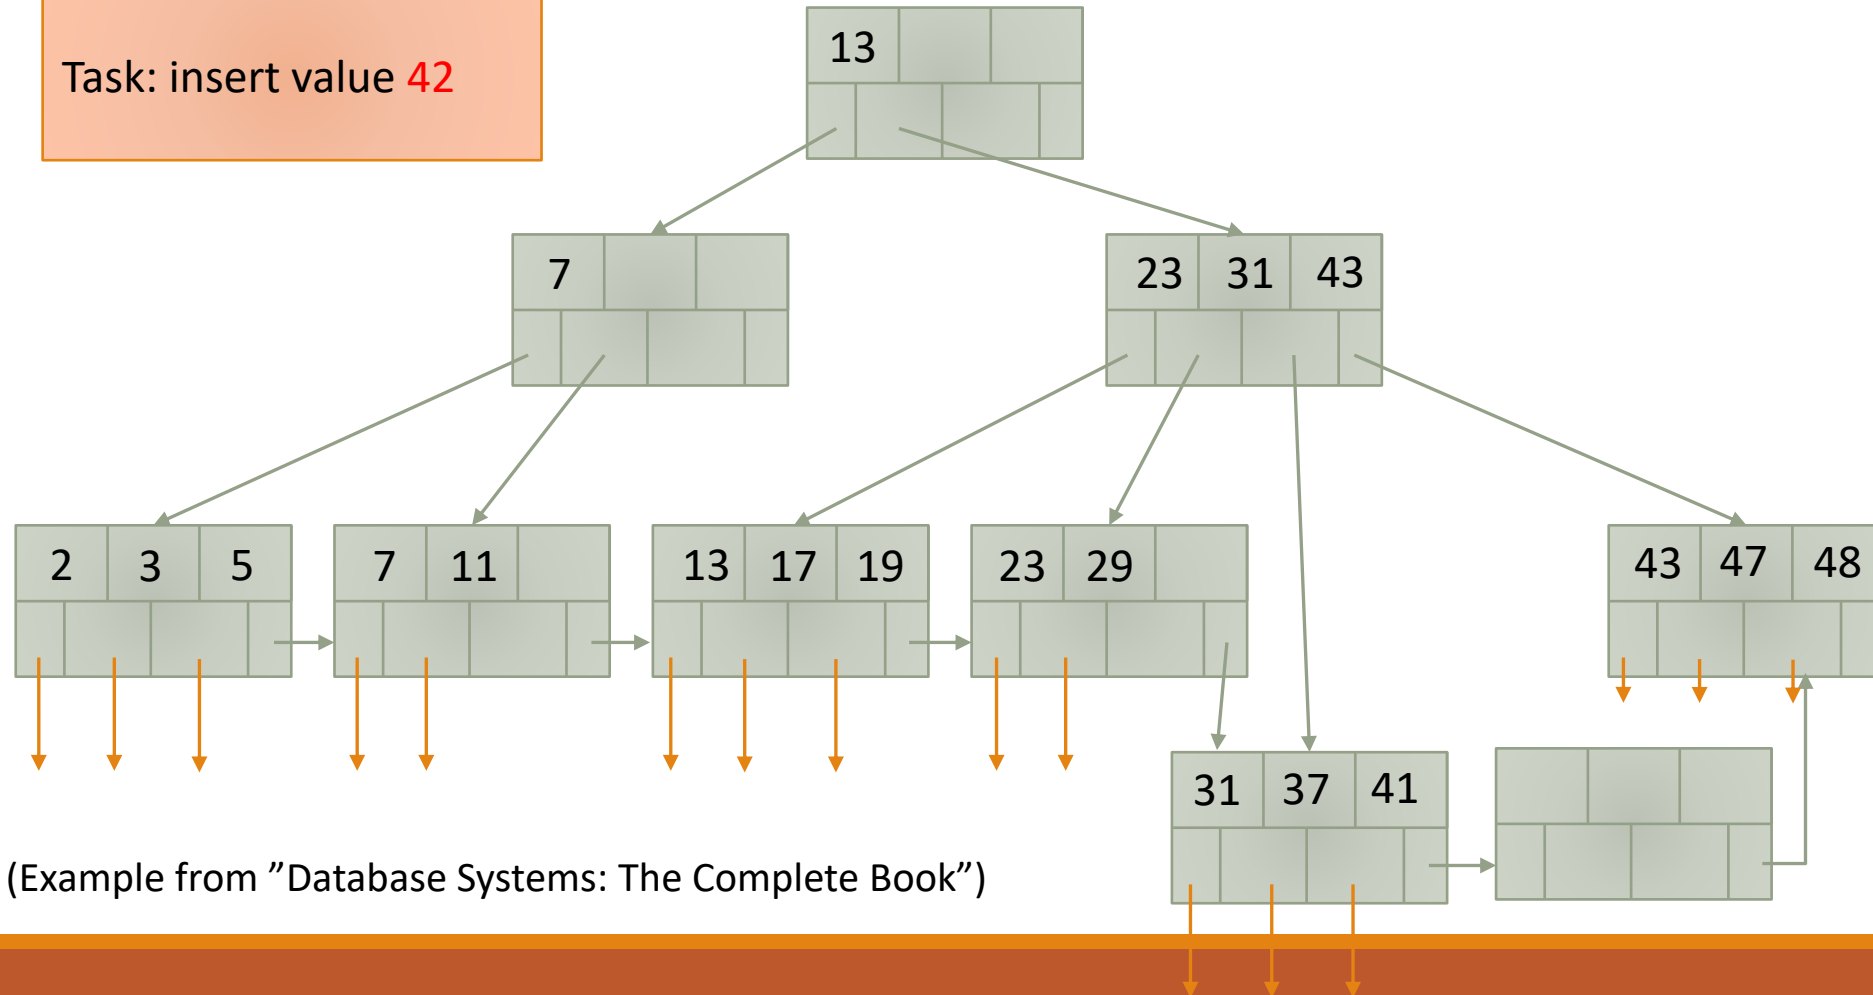 Task: insert value 42
13
7
23 31 43
2 3 5
7 11
13 17 19
23 29
43 47 48
31 37 41
(Example from ”Database Systems: The Complete Book”)